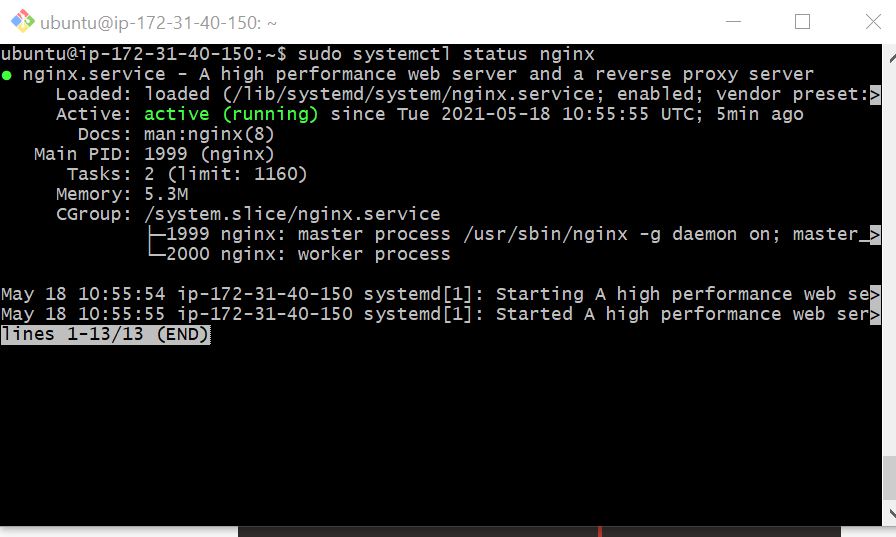 ubuntu@ip-172-31-40-150: ~
ubuntu@ip-172-31-40-150:~$ sudo systemctl status nginx
● nginx.service - A high performance web server and a reverse proxy server
     Loaded: loaded (/lib/systemd/system/nginx.service; enabled; vendor preset:>
     Active: active (running) since Tue 2021-05-18 10:55:55 UTC; 5min ago
       Docs: man:nginx(8)
   Main PID: 1999 (nginx)
      Tasks: 2 (limit: 1160)
     Memory: 5.3M
     CGroup: /system.slice/nginx.service
             ├─1999 nginx: master process /usr/sbin/nginx -g daemon on; master_>
             └─2000 nginx: worker process
May 18 10:55:54 ip-172-31-40-150 systemd[1]: Starting A high performance web se>
May 18 10:55:55 ip-172-31-40-150 systemd[1]: Started A high performance web ser>
lines 1-13/13 (END)